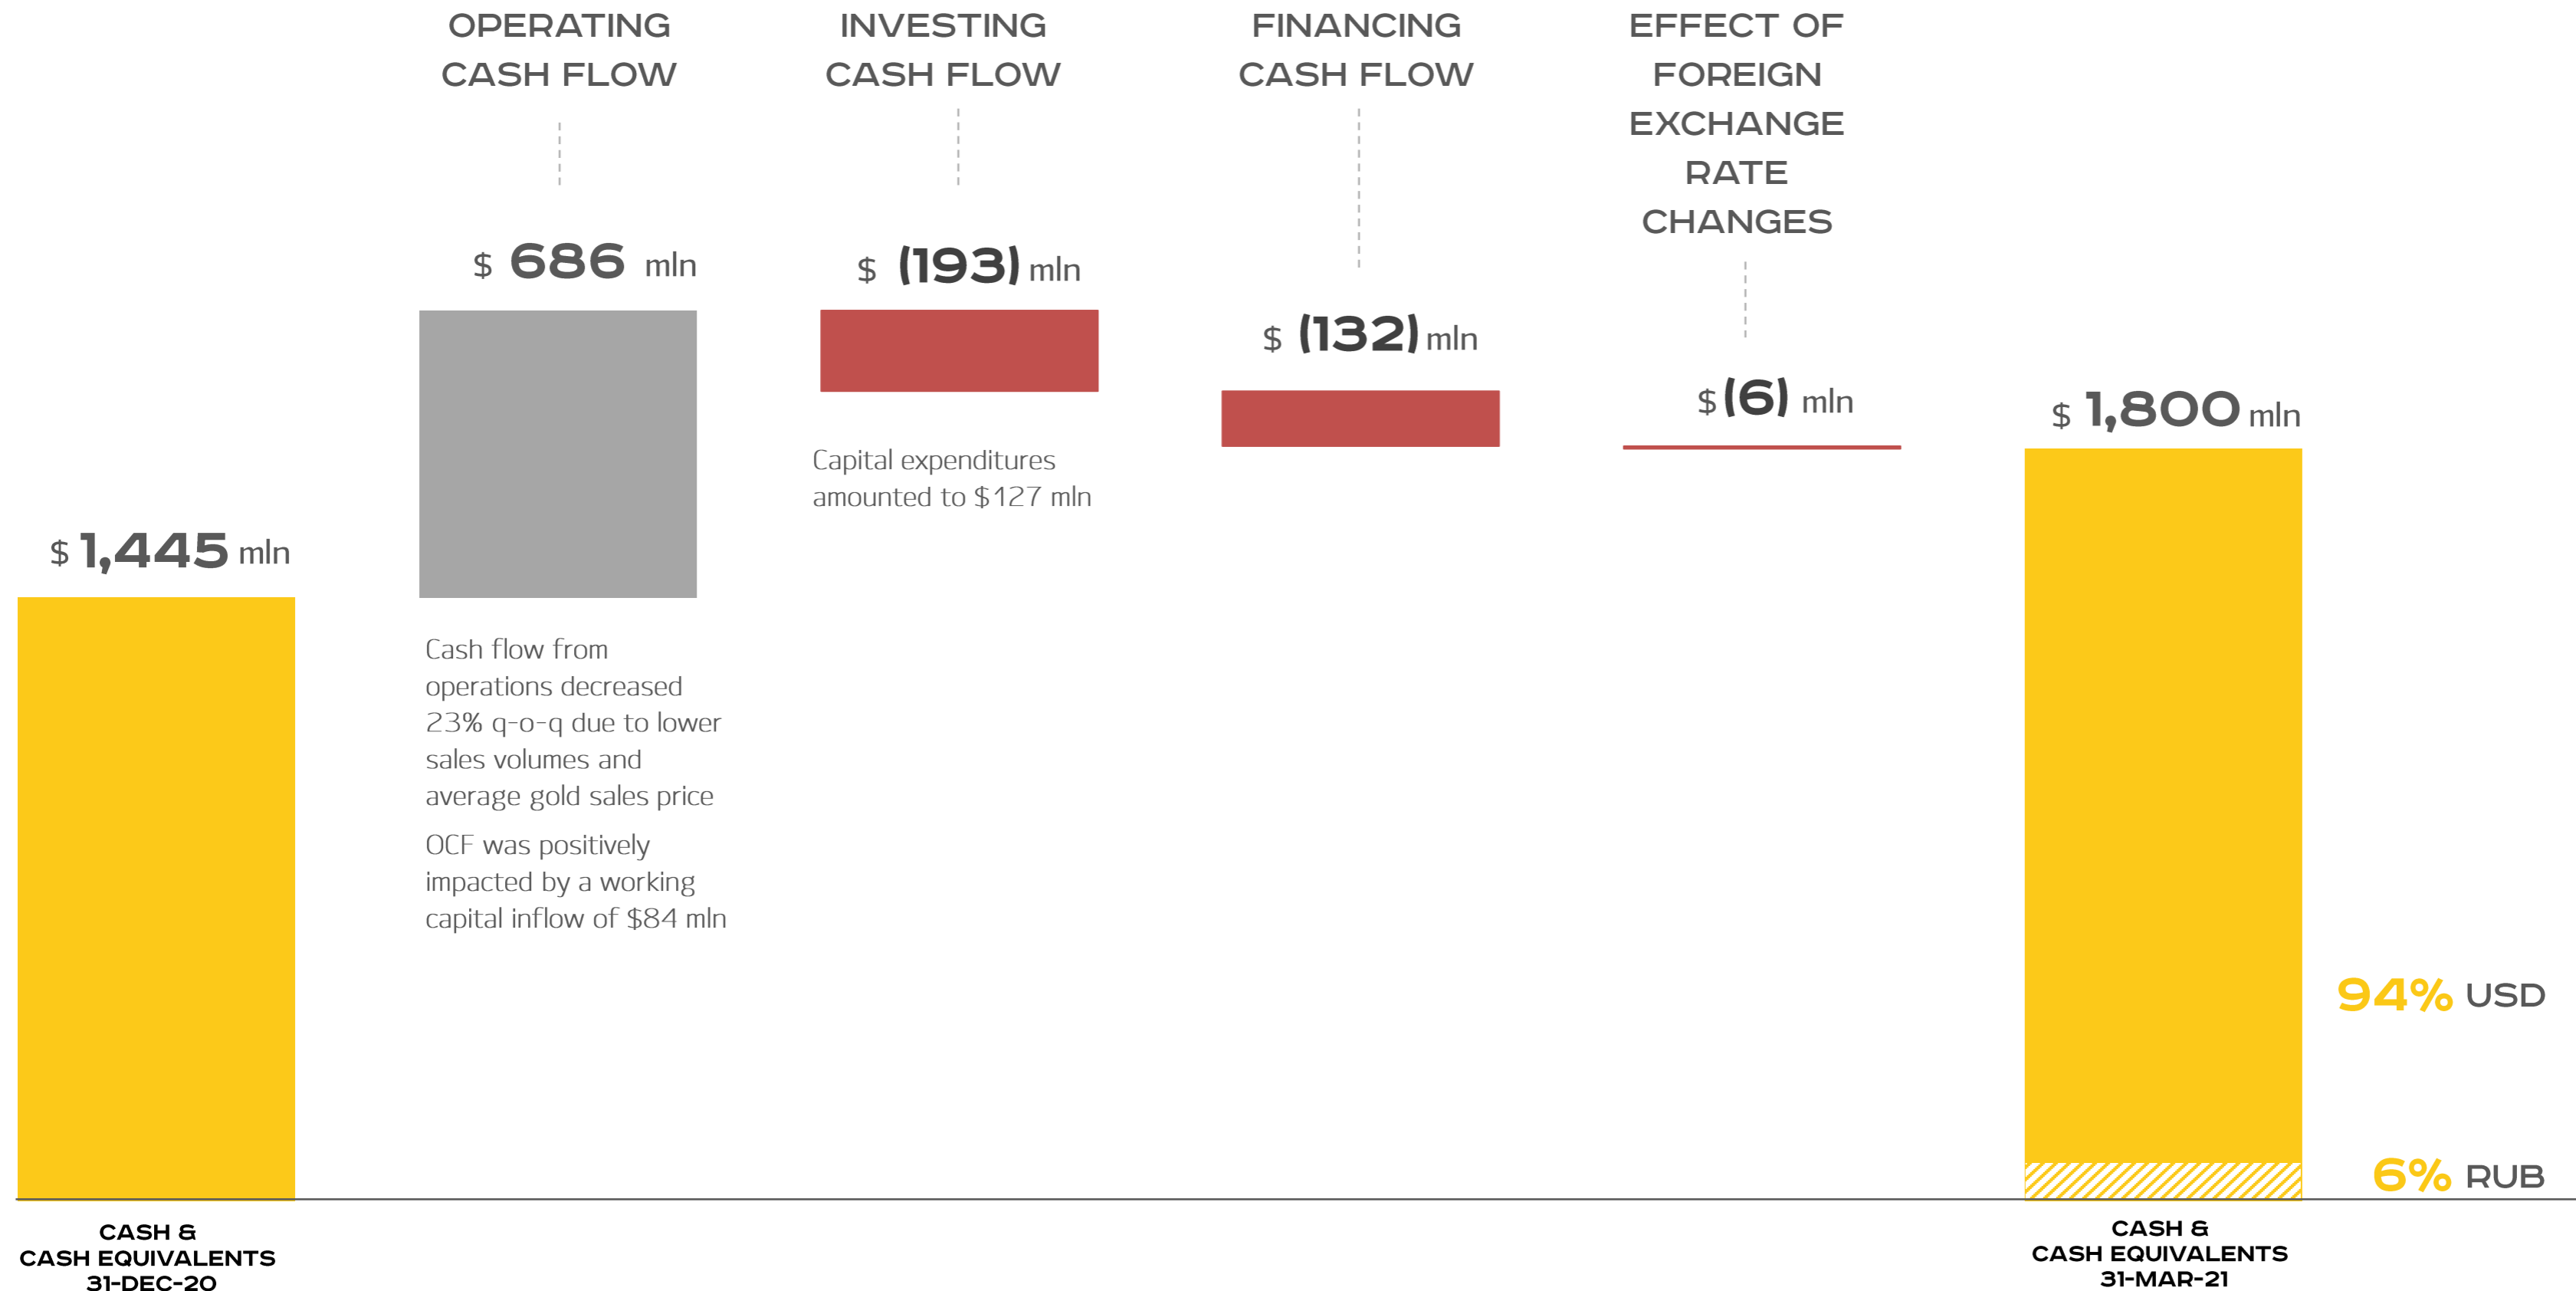 OPERATING
CASH FLOW
$ 686 mln
Cash flow from
operations decreased
23% q-o-q due to lower
sales volumes and
average gold sales price
OCF was positively
impacted by a working
capital inflow of $84 mln
INVESTING
CASH FLOW
$ (193) mln
Capital expenditures
amounted to $127 mln
FINANCING
CASH FLOW
$ (132) mln
EFFECT OF
FOREIGN
EXCHANGE
RATE
CHANGES
$ (6) mln
$ 1,445 mln
CASH &
CASH EQUIVALENTS
31-DEC-20
$ 1,800 mln
94% USD
6% RUB
CASH &
CASH EQUIVALENTS
31-MAR-21